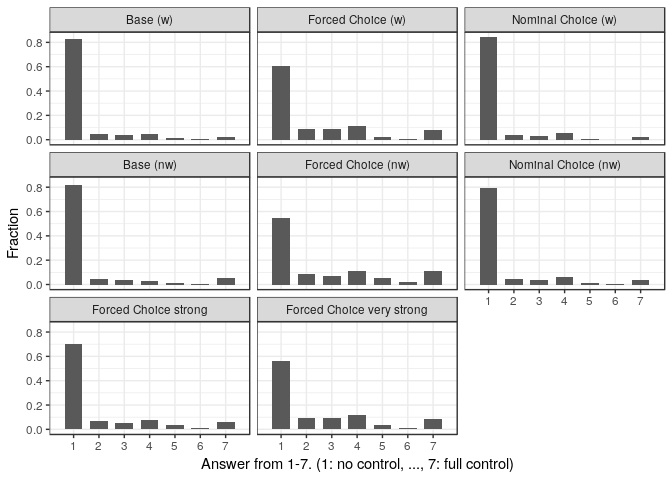 Base (w)
Forced Choice (w)
Nominal Choice (w)
0.8
0.6
0.4
0.2
0.0
Base (nw)
Forced Choice (nw)
Nominal Choice (nw)
0.8
0.6
0.4
0.2
0.0
1 2 3 4 5 6 7
Forced Choice strong
Forced Choice very strong
0.8
0.6
0.4
0.2
0.0
1 2 3 4 5 6 7
1 2 3 4 5 6 7
Fraction
Answer from 1-7. (1: no control, ..., 7: full control)